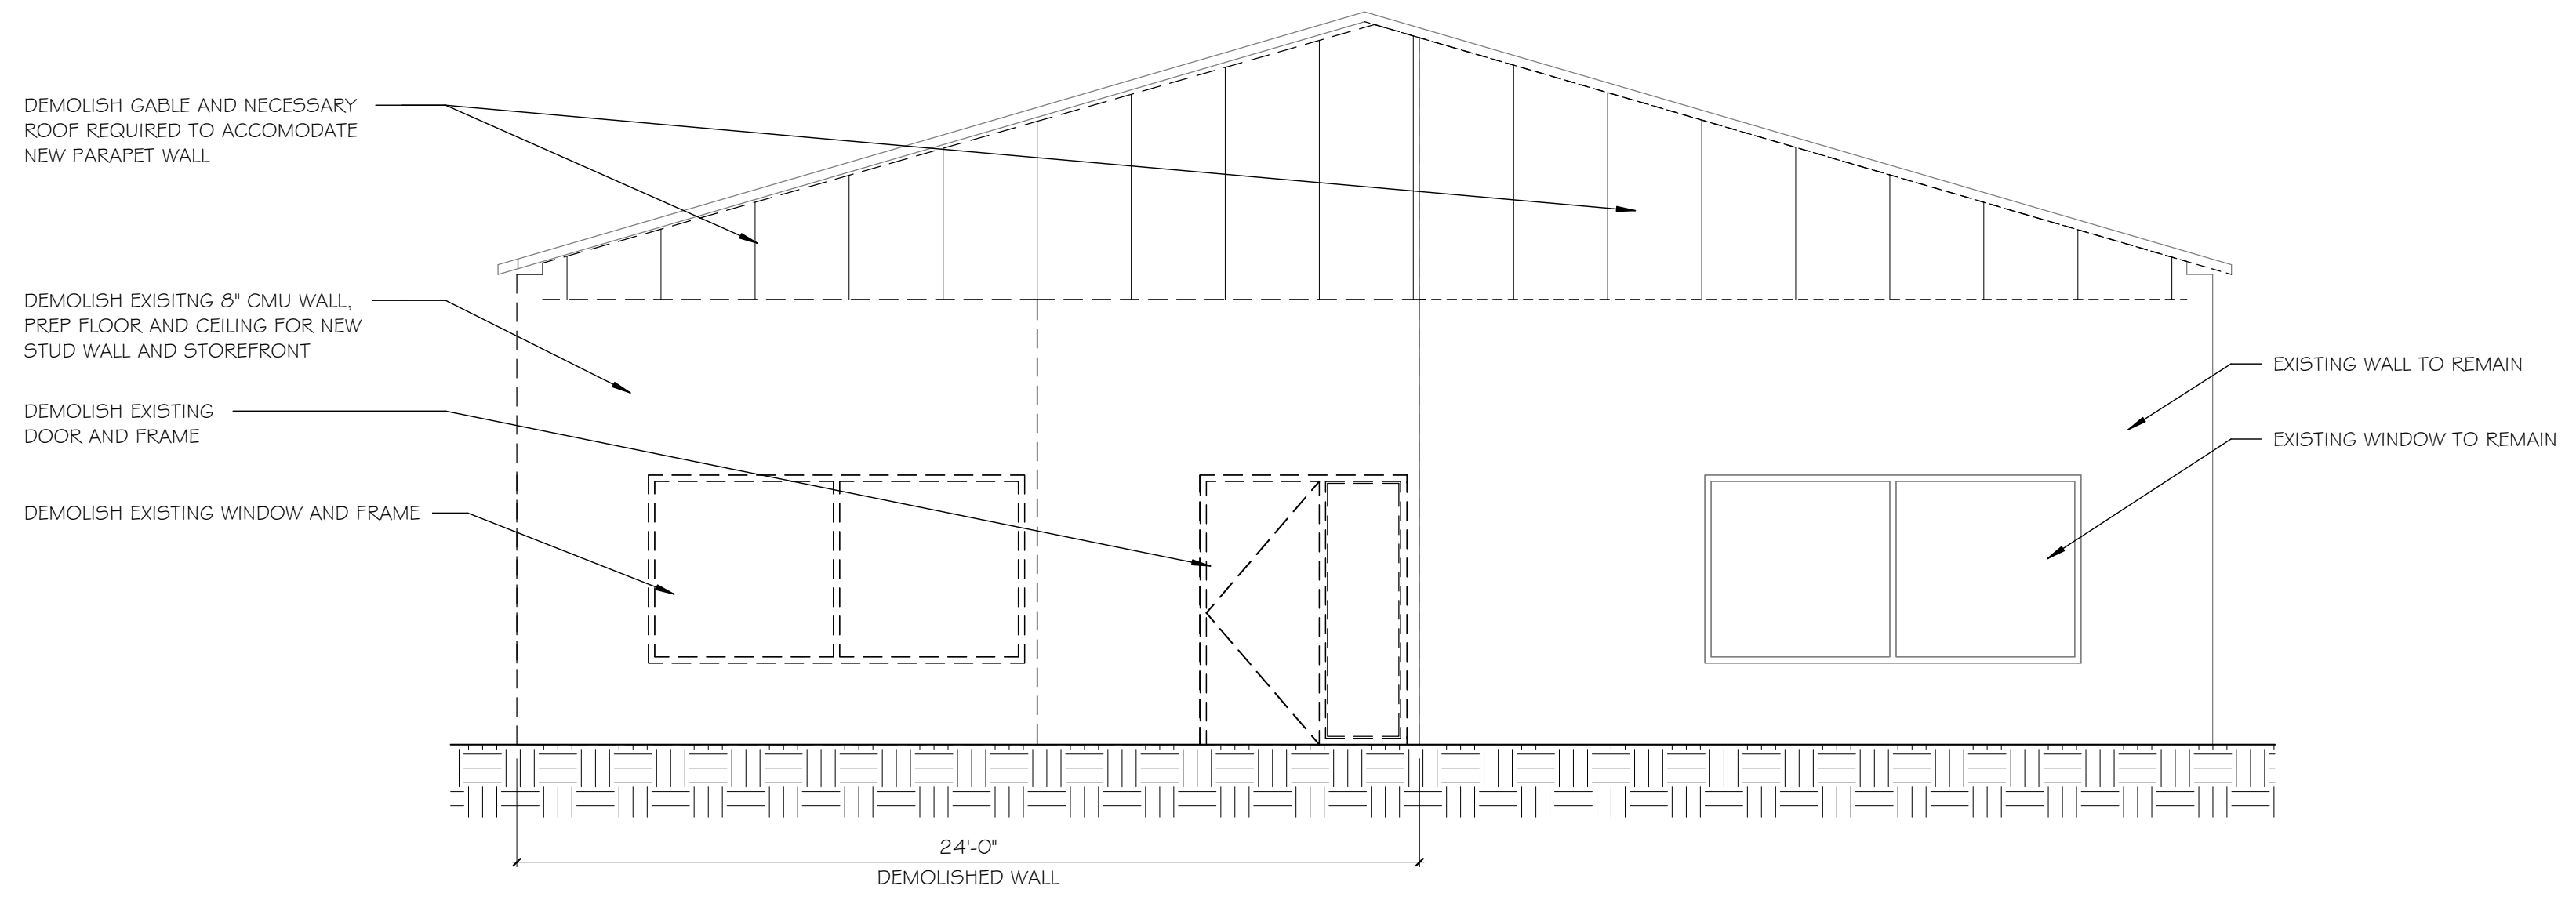 DEMOLISH GABLE AND NECESSARY
ROOF REQUIRED TO ACCOMODATE
NEW PARAPET WALL
DEMOLISH EXISITNG 8" CMU WALL,
PREP FLOOR AND CEILING FOR NEW
STUD WALL AND STOREFRONT
DEMOLISH EXISTING
DOOR AND FRAME
DEMOLISH EXISTING WINDOW AND FRAME
EXISTING WALL TO REMAIN
EXISTING WINDOW TO REMAIN
24'-0"
DEMOLISHED WALL